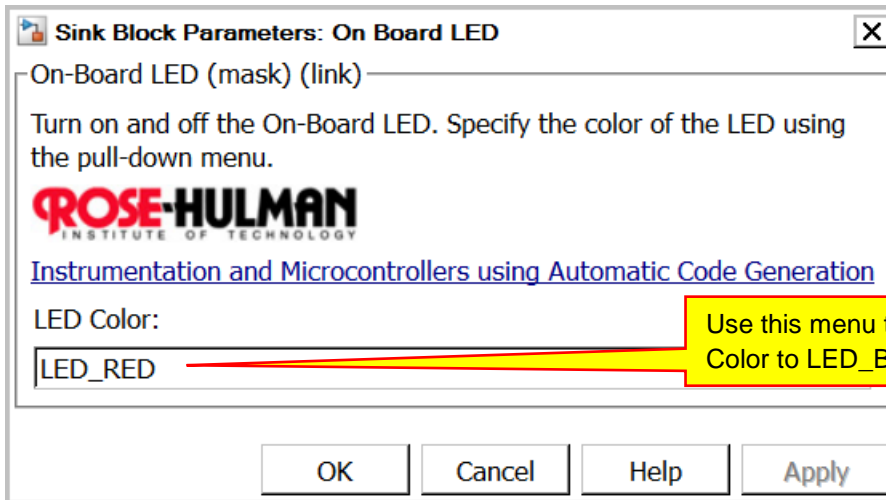 Sink Block Parameters: On Board LED
On-Board LED (mask) (link)
Turn on and off the On-Board LED. Specify the color of the LED using
the pull-down menu.
ROSE-HULMAN
INSTITUTE OF TECHNOLOGY
Instrumentation and Microcontrollers using Automatic Code Generation
LED Color:
Use this menu
Color to
LED_RED
OK Cancel Help Apply